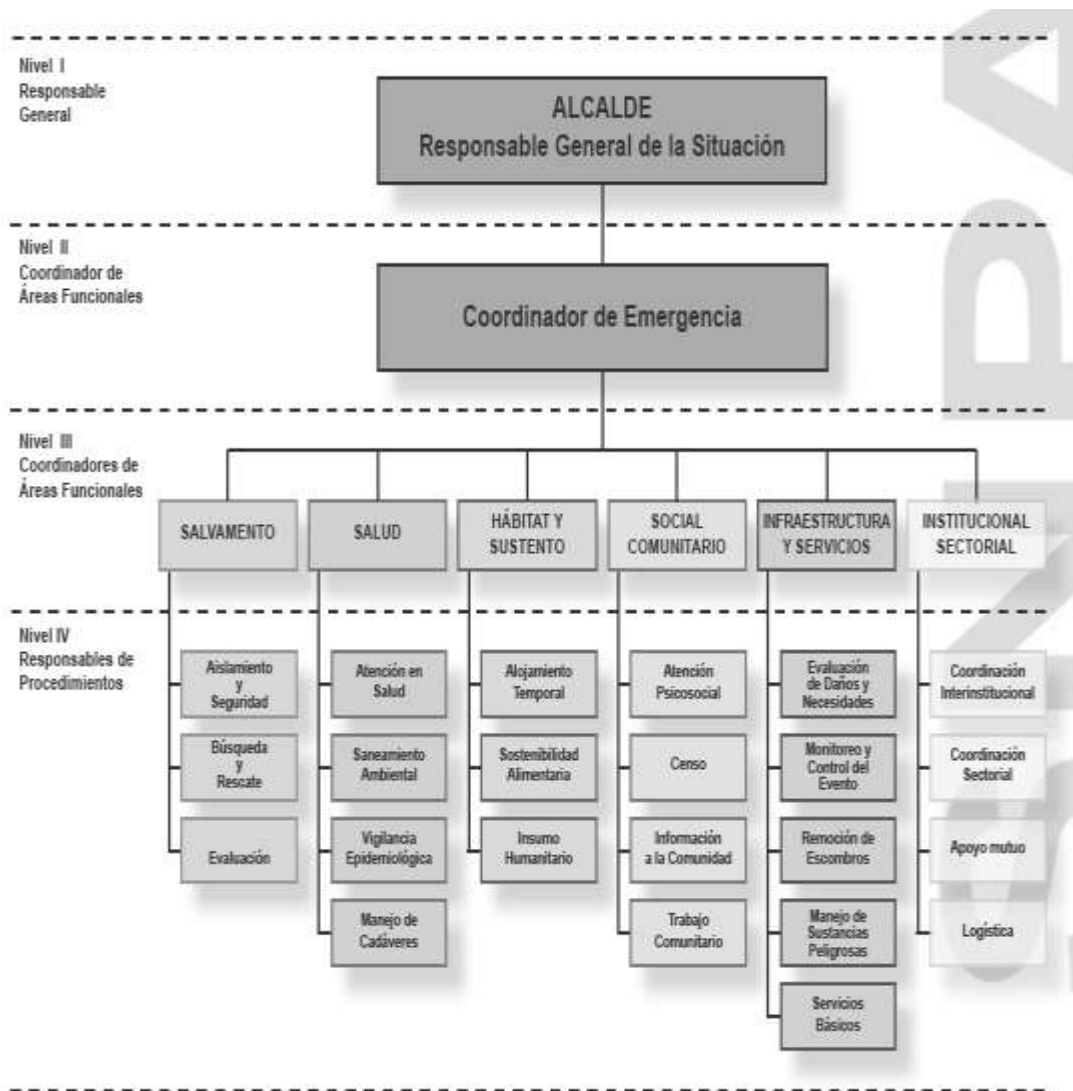 Nivel I
Responsable
General
ALCALDE
Responsable General de la Situación
Nivel II
Coordinador de
Áreas Funcionales
Coordinador de Emergencia
Nivel III
Coordinadores de
Áreas Funcionales
SALVAMENTO
SALUD
HÁBITAT Y
SUSTENTO
SOCIAL
COMUNITARIO
INFRAESTRUCTURA
Y SERVICIOS
INSTITUCIONAL
SECTORIAL
Nivel IV
Responsables de
Procedimientos
Aislamiento
y
Seguridad
Búsqueda
y
Rescate
Evaluación
Atención en
Salud
Saneamiento
Ambiental
Vigilancia
Epidemiológica
Manejo de
Cadáveres
Alojamiento
Temporal
Sostenibilidad
Alimentaria
Insumo
Humanitario
Atención
Psicosocial
Censo
Información
a la Comunidad
Trabajo
Comunitario
Evaluación
de Daños y
Necesidades
Monitoreo y
Control del
Evento
Remoción de
Escombros
Manejo de
Sustancias
Peligrosas
Servicios
Básicos
Coordinación
Interinstitucional
Coordinación
Sectorial
Apoyo mutuo
Logística